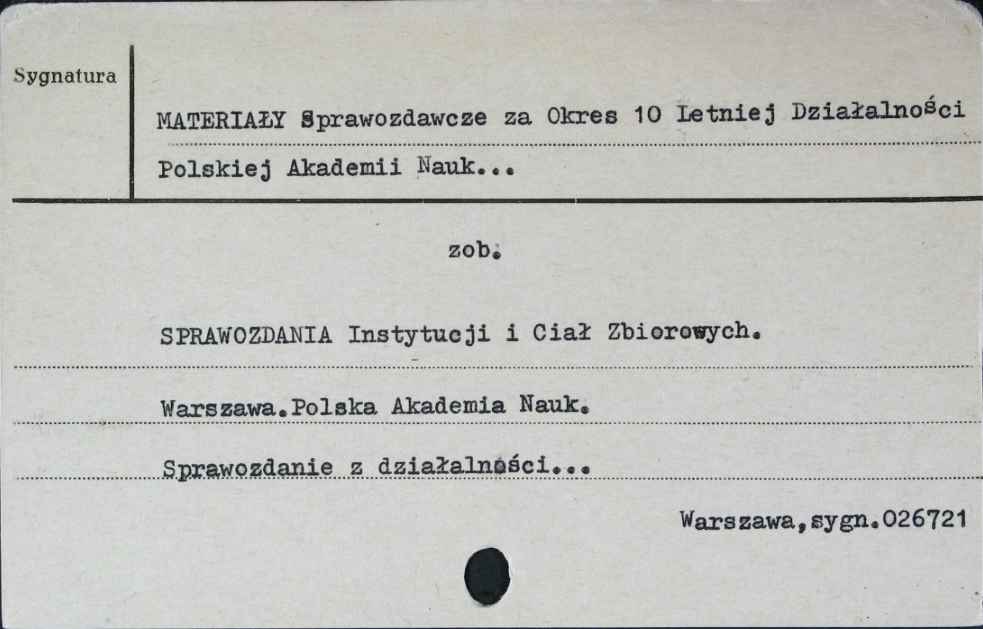 Sygnatura
MATERIAŁY Sprawozdawcze za Okres 10 Letniej Działalności
Polskiej Akademii Nauk...
zob.
SPRAWOZDANIA Instytucji i Ciał Zbiorowych.
Warszawa.Polska Akademia Nauk.
Sprawozdanie z działalności...
Warszawa,sygn.026721